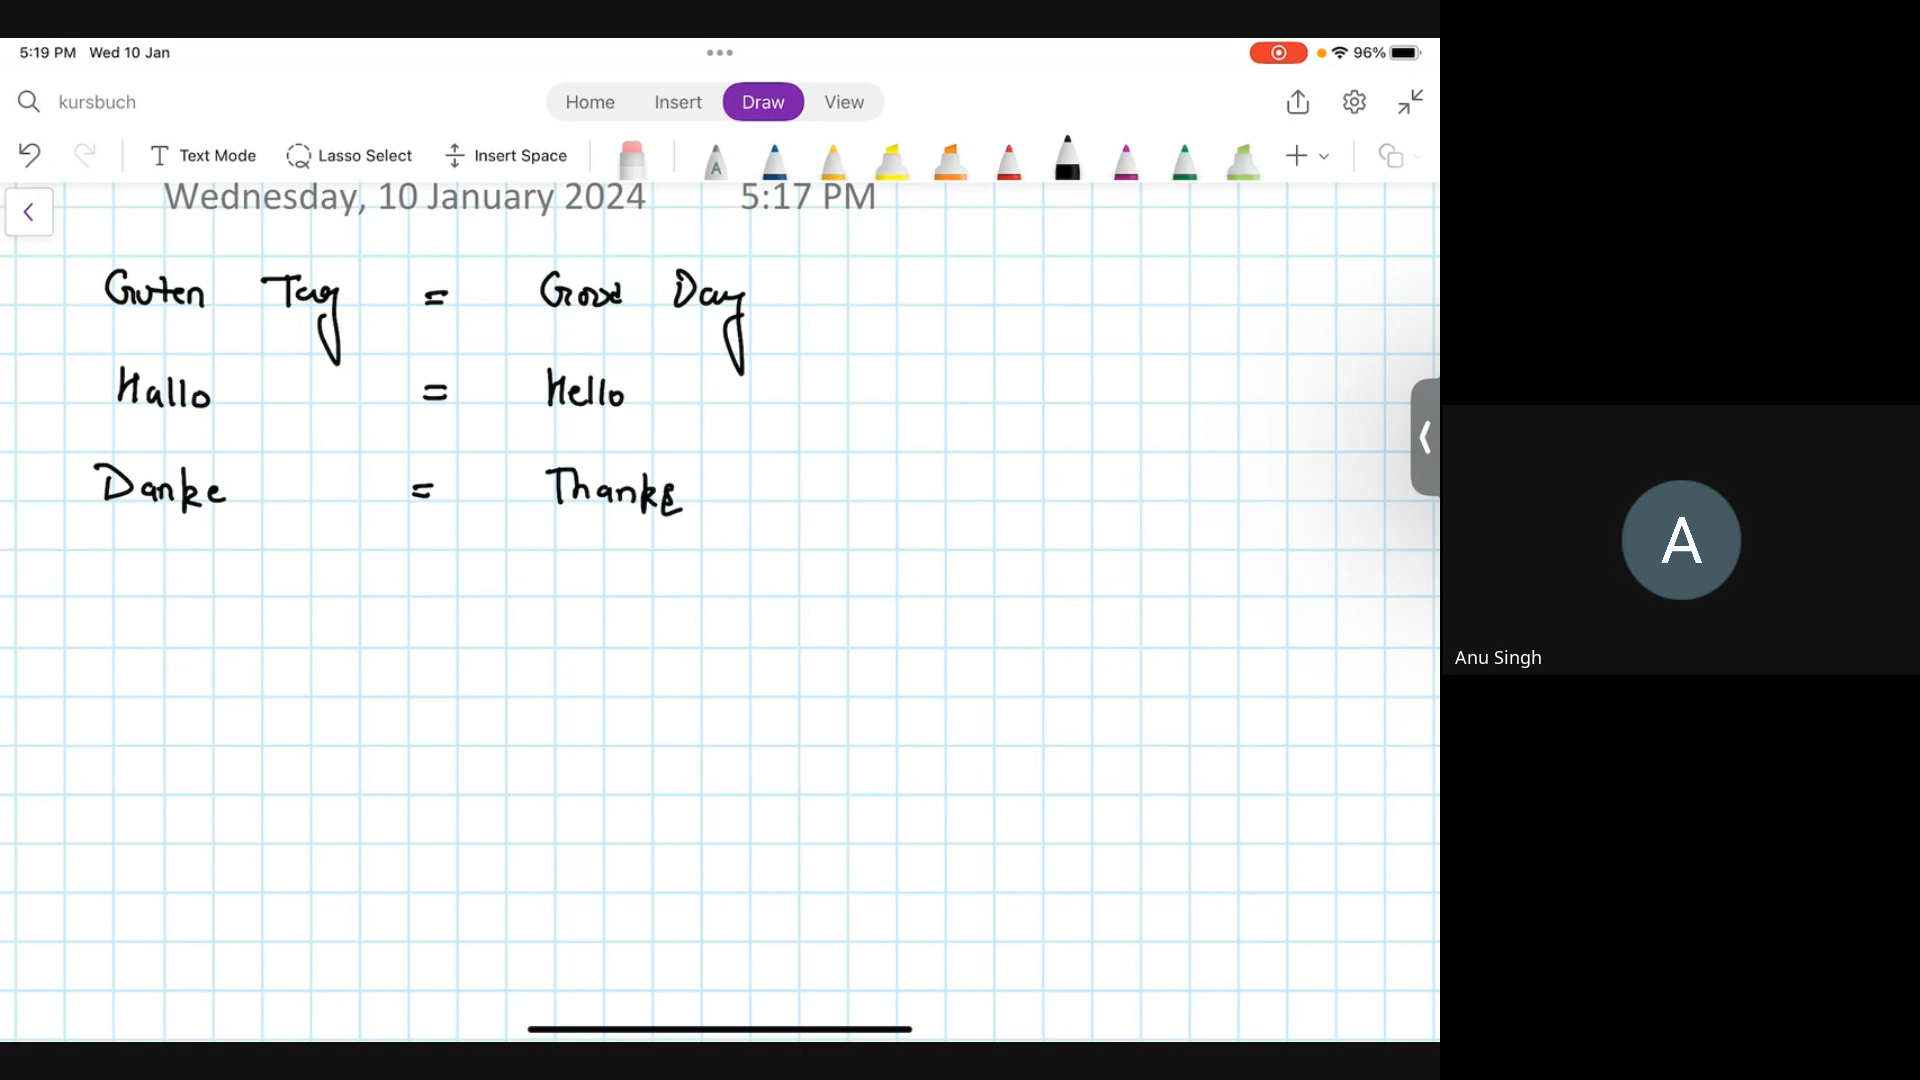 5:19 PM Wed 10 Jan 96%
kursbuch Home Insert Draw View
Text Mode Lasso Select Insert Space A
Wednesday, 10 January 2024 5:17 PM
Guten Tag = Good Day
Hallo = Hello
Danke = Thanks
A
Anu Singh